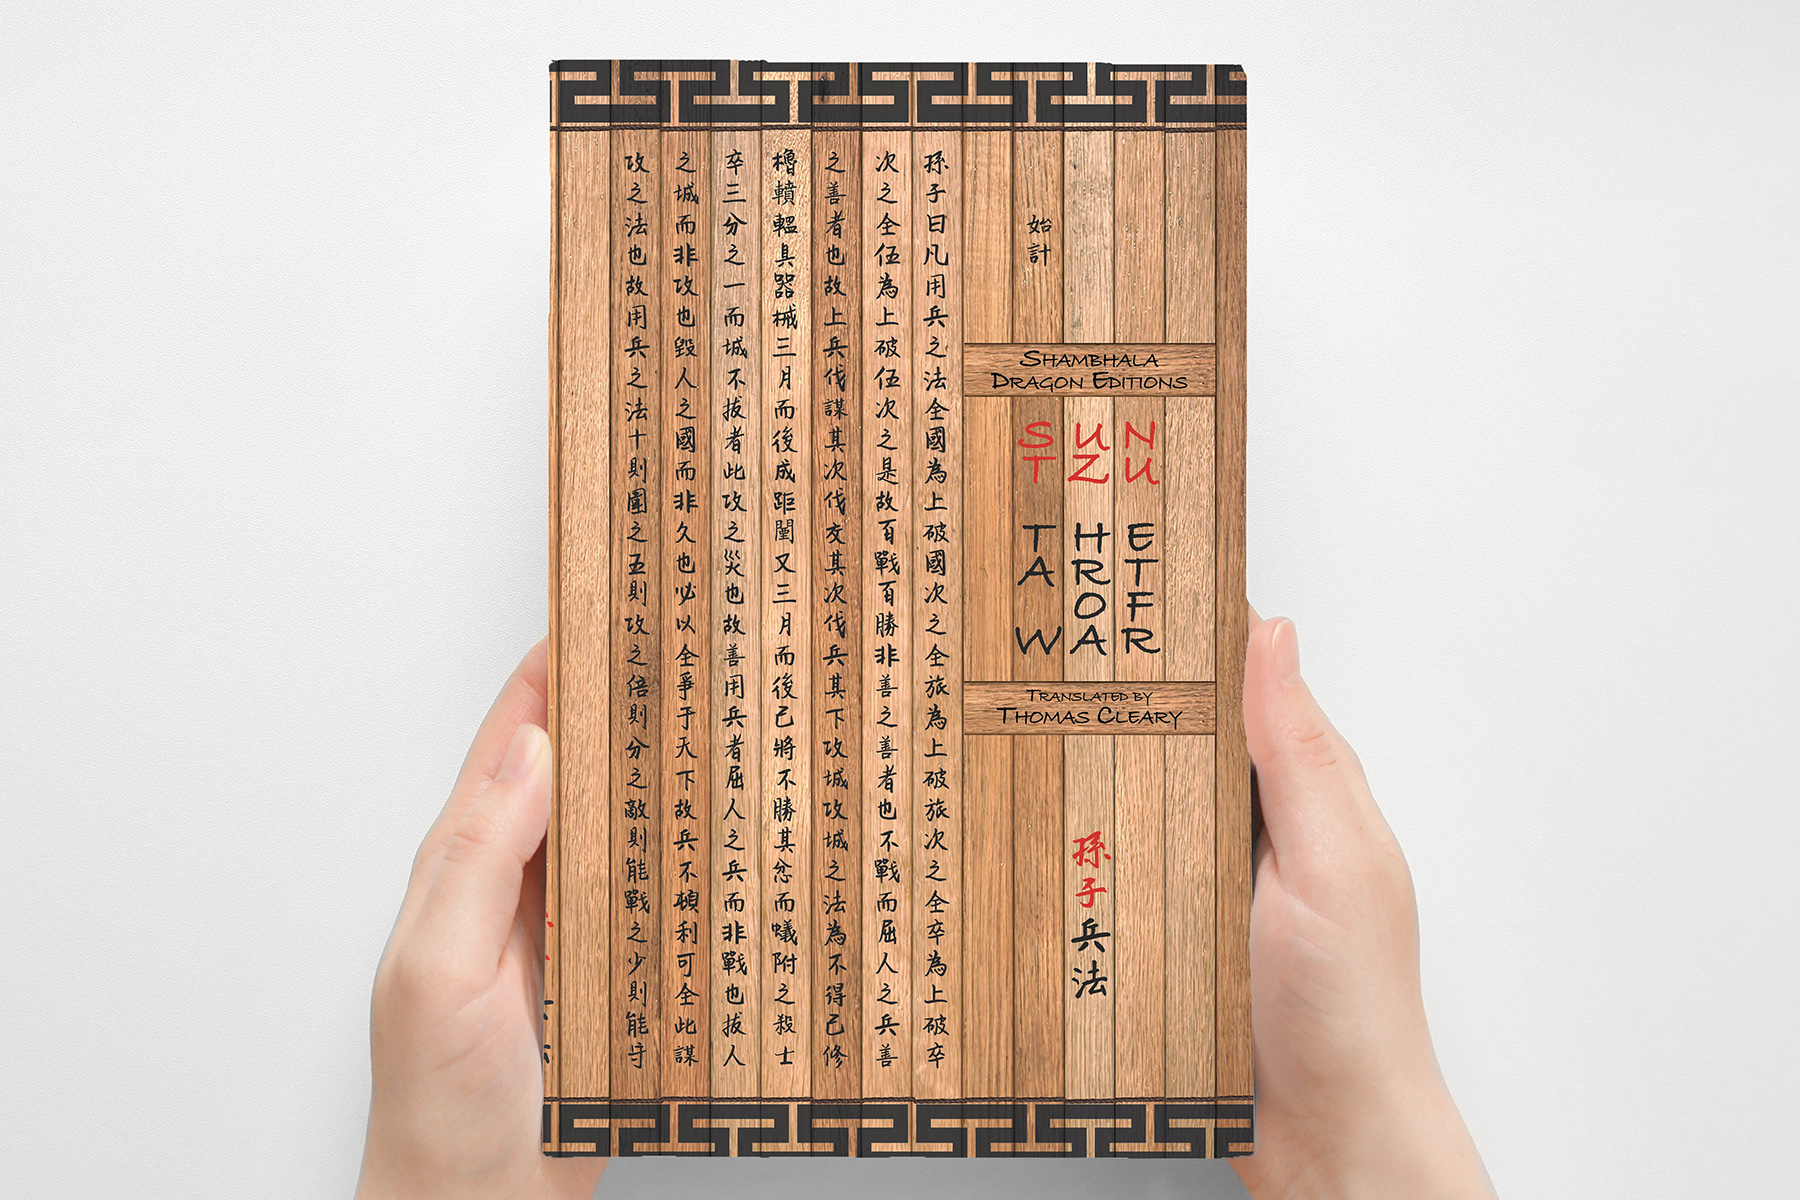 始計
Shambhala
Dragon Editions
SUN
TZU
THE
ART
OF
WAR
Translated by
Thomas Cleary
孫子兵法
孫子曰凡用兵之法全國為上破國次之全旅為上破旅次之全卒為上破卒
次之全伍為上破伍次之是故百戰百勝非善之善者也不戰而屈人之兵善
之善者也故上兵伐謀其次伐交其次伐兵其下攻城攻城之法為不得己修
櫓轒轀具器械三月而後成距闉又三月而後己將不勝其忿而蟻附之殺士
卒三分之一而城不拔者此攻之災也故善用兵者屈人之兵而非戰也拔人
之城而非攻也毀人之國而非久也必以全爭于天下故兵不頓利可全此謀
攻之法也故用兵之法十則圍之五則攻之倍則分之敵則能戰之少則能守